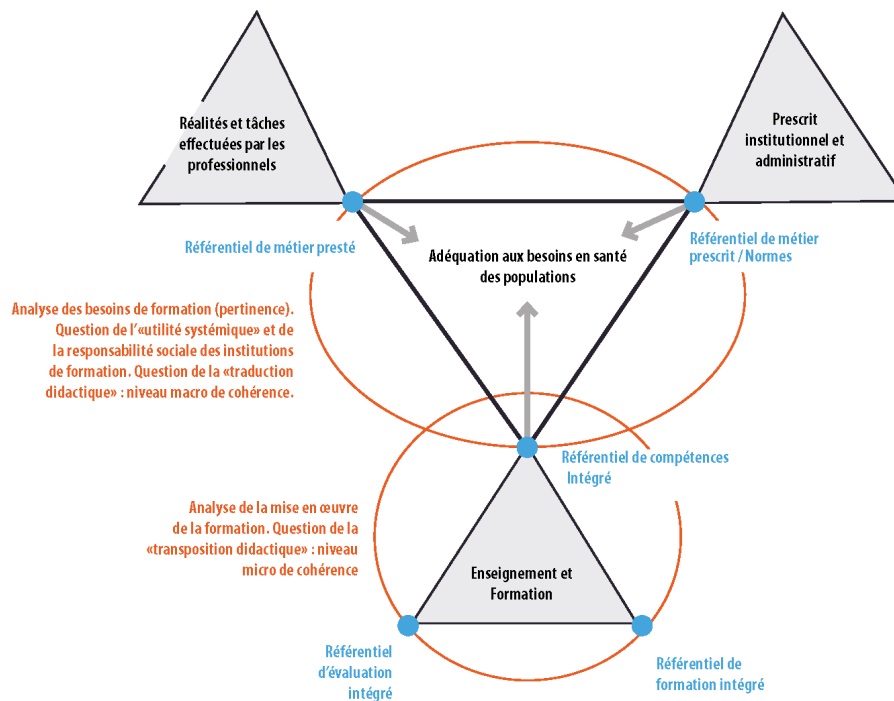 Réalités et tâches
effectuées par les
professionnels
Prescrit
institutionnel et
administratif
Référentiel de métier presté
Adéquation aux besoins en santé
des populations
Référentiel de métier
prescrit / Normes
Analyse des besoins de formation (pertinence).
Question de l'«utilité systémique» et de
la responsabilité sociale des institutions
de formation. Question de la «traduction
didactique» : niveau macro de cohérence.
Référentiel de compétences
Intégré
Analyse de la mise en œuvre
de la formation. Question de la
«transposition didactique» : niveau
micro de cohérence
Enseignement et
Formation
Référentiel
d'évaluation
intégré
Référentiel de
formation intégré